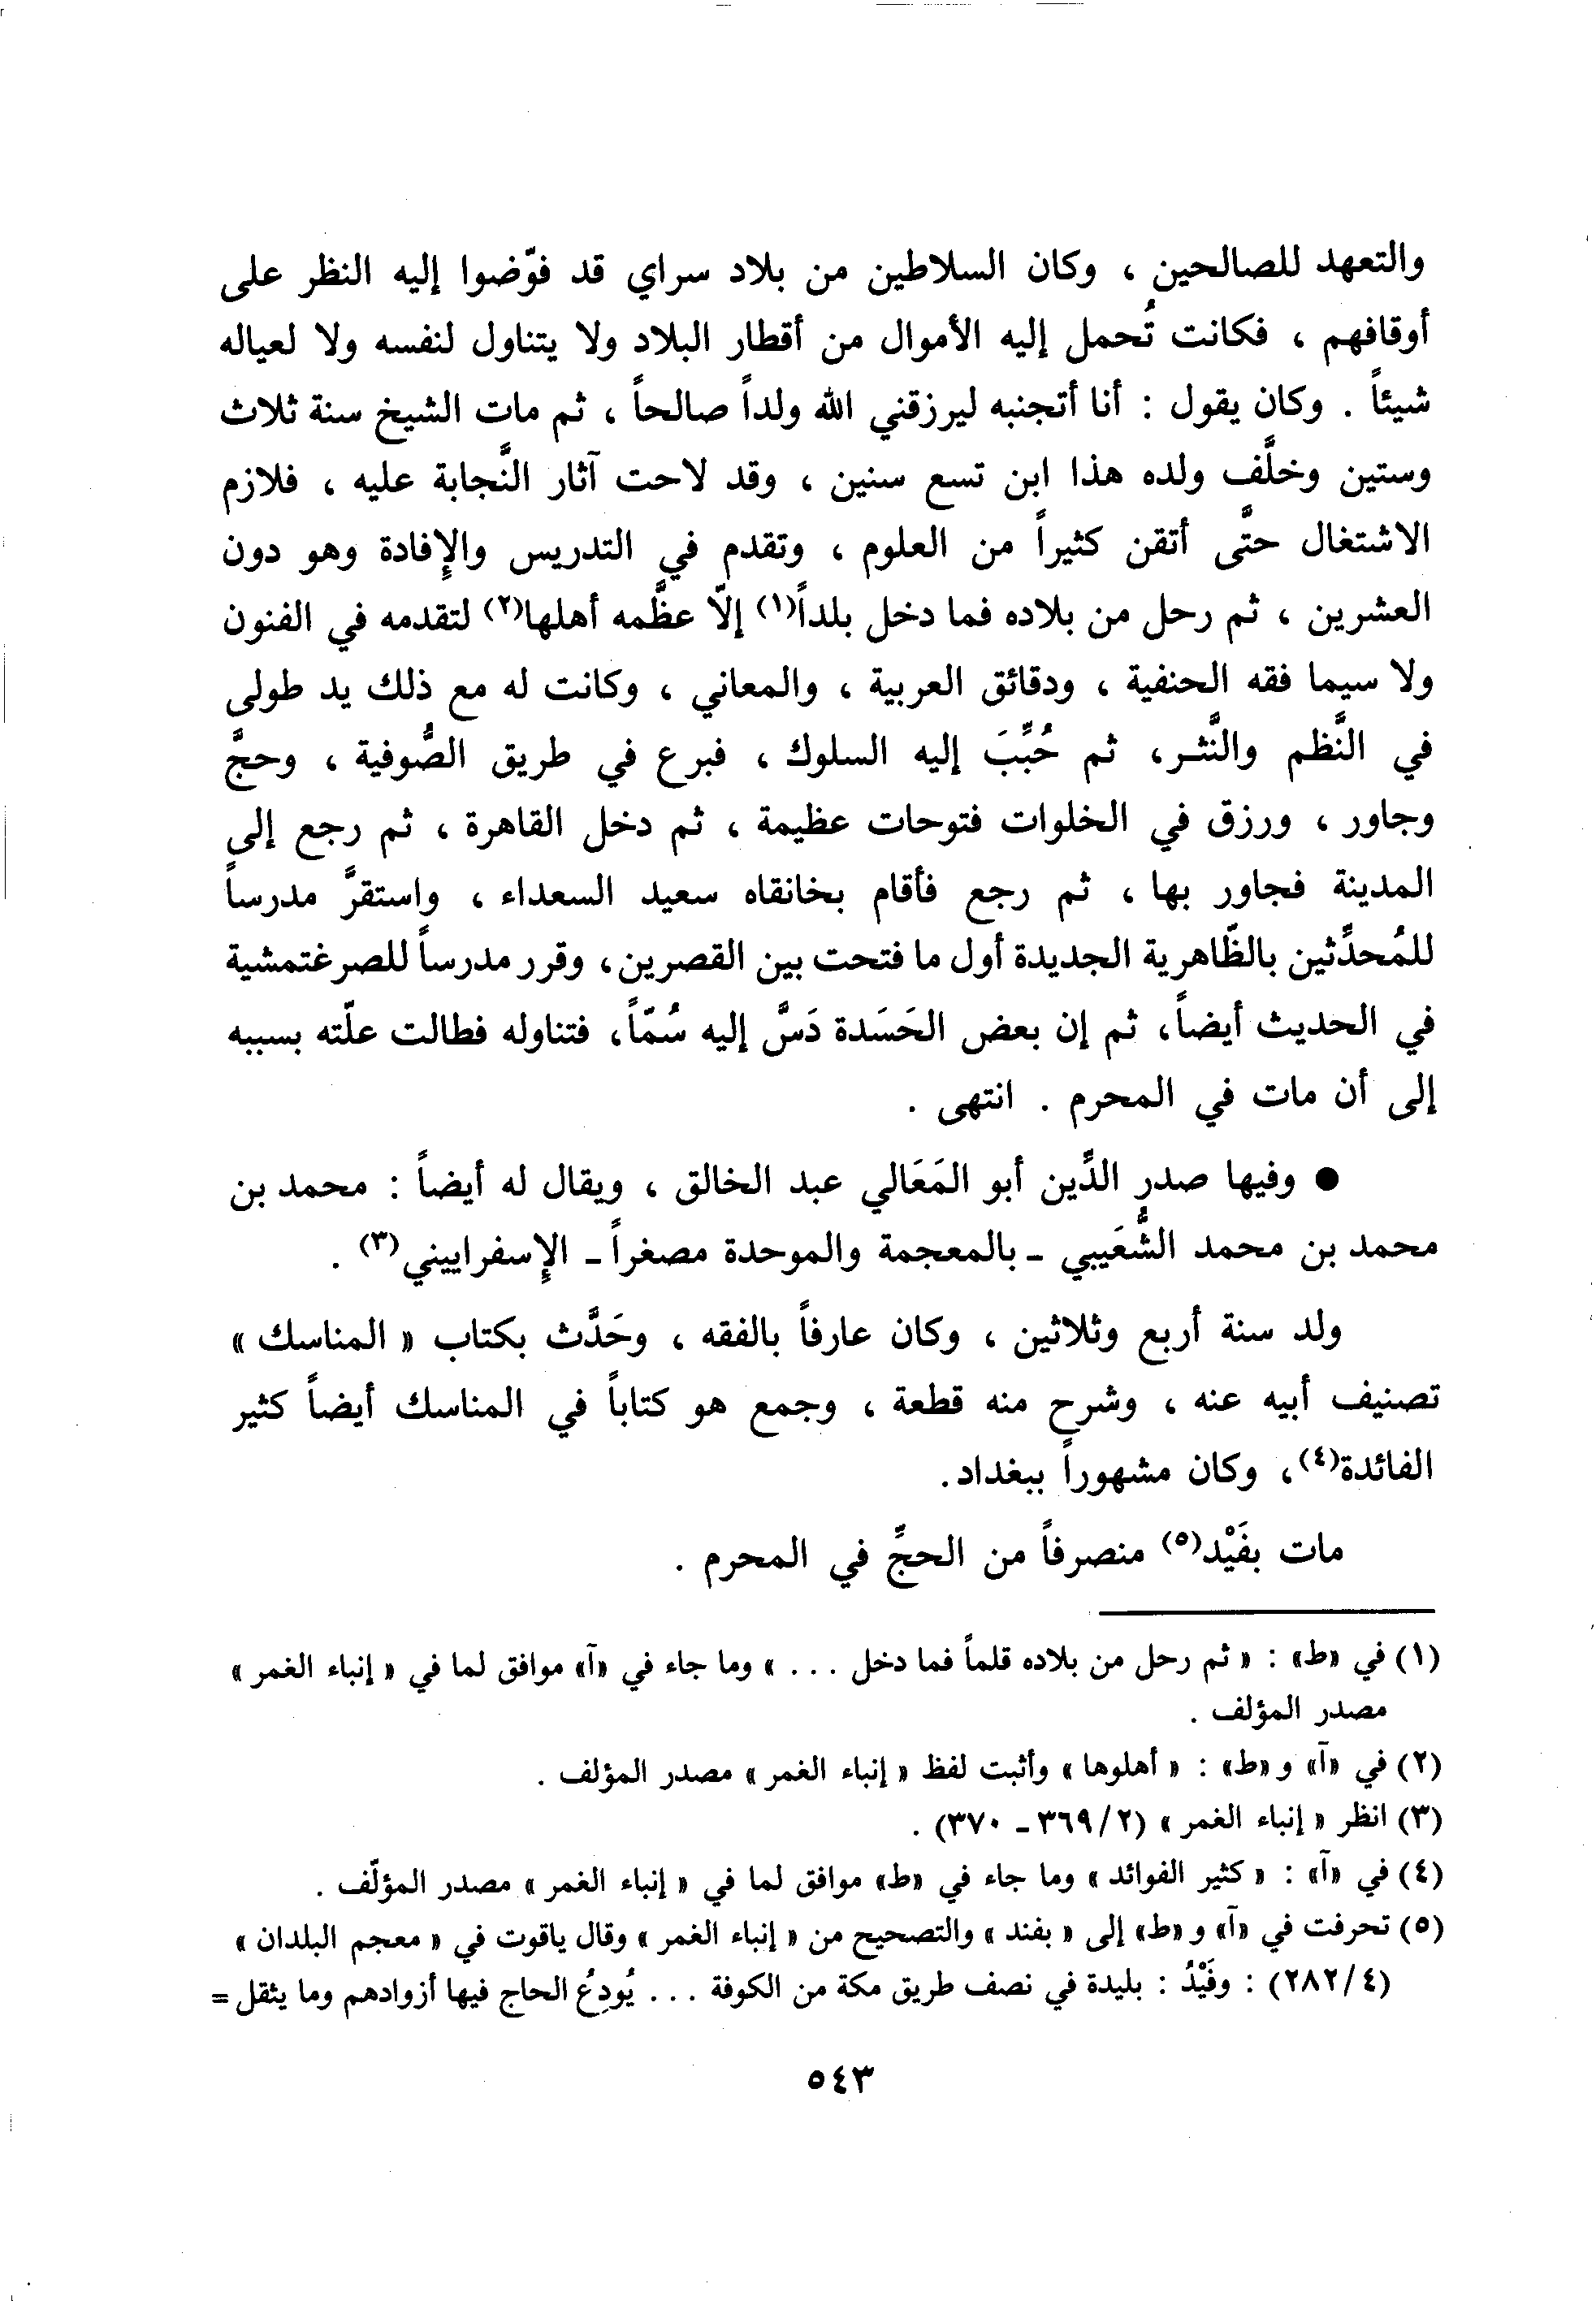 والتعهد للصالحين ، وكان السلاطين من بلاد سراي قد فوّضوا إليه النظر على
أوقافهم ، فكانت تُحمل إليه الأموال من أقطار البلاد ولا يتناول لنفسه ولا لعياله
شيئاً . وكان يقول : أنا أتجنبه ليرزقني الله ولداً صالحاً ، ثم مات الشيخ سنة ثلاث
وستين وخلَّف ولده هذا ابن تسع سنين ، وقد لاحت آثار النَّجابة عليه ، فلازم
الاشتغال حتَّى أتقن كثيراً من العلوم ، وتقدم في التدريس والإِفادة وهو دون
العشرين ، ثم رحل من بلاده فما دخل بلداً(١) إلّا عظَّمه أهلها(٢) لتقدمه في الفنون
ولا سيما فقه الحنفية ، ودقائق العربية ، والمعاني ، وكانت له مع ذلك يد طولى
في النَّظم والنَّثر، ثم حُبِّبَ إليه السلوك ، فبرع في طريق الصُّوفية ، وحجَّ
وجاور ، ورزق في الخلوات فتوحات عظيمة ، ثم دخل القاهرة ، ثم رجع إلى
المدينة فجاور بها ، ثم رجع فأقام بخانقاه سعيد السعداء ، واستقرَّ مدرساً
للمُحدِّثين بالظّاهرية الجديدة أول ما فتحت بين القصرين، وقرر مدرساً للصرغتمشية
في الحديث أيضاً، ثم إن بعض الحَسَدة دَسَّ إليه سُمّاً، فتناوله فطالت علّته بسببه
إلى أن مات في المحرم . انتهى .
● وفيها صدر الدِّين أبو المَعَالي عبد الخالق ، ويقال له أيضاً : محمد بن
محمد بن محمد الشُّعَيبي ـ بالمعجمة والموحدة مصغراً ـ الإِسفراييني(٣) .
ولد سنة أربع وثلاثين ، وكان عارفاً بالفقه ، وحَدَّث بكتاب « المناسك »
تصنيف أبيه عنه ، وشرح منه قطعة ، وجمع هو كتاباً في المناسك أيضاً كثير
الفائدة(٤)، وكان مشهوراً ببغداد.
مات بفَيْد(٥) منصرفاً من الحجِّ في المحرم .
(١) في «ط» : « ثم رحل من بلاده قلماً فما دخل . . . » وما جاء في «آ» موافق لما في « إنباء الغمر »
مصدر المؤلف .
(٢) في «آ» و«ط» : « أهلوها » وأثبت لفظ « إنباء الغمر » مصدر المؤلف .
(٣) انظر « إنباء الغمر » (٢/ ٣٦٩ ـ ٣٧٠) .
(٤) في «آ» : « كثير الفوائد » وما جاء في «ط» موافق لما في « إنباء الغمر » مصدر المؤلّف .
(٥) تحرفت في «آ» و«ط» إلى « بفند » والتصحيح من « إنباء الغمر » وقال ياقوت في « معجم البلدان »
(٤/ ٢٨٢) : وفَيْدُ : بليدة في نصف طريق مكة من الكوفة . . . يُودِعُ الحاج فيها أزوادهم وما يثقل =
٥٤٣